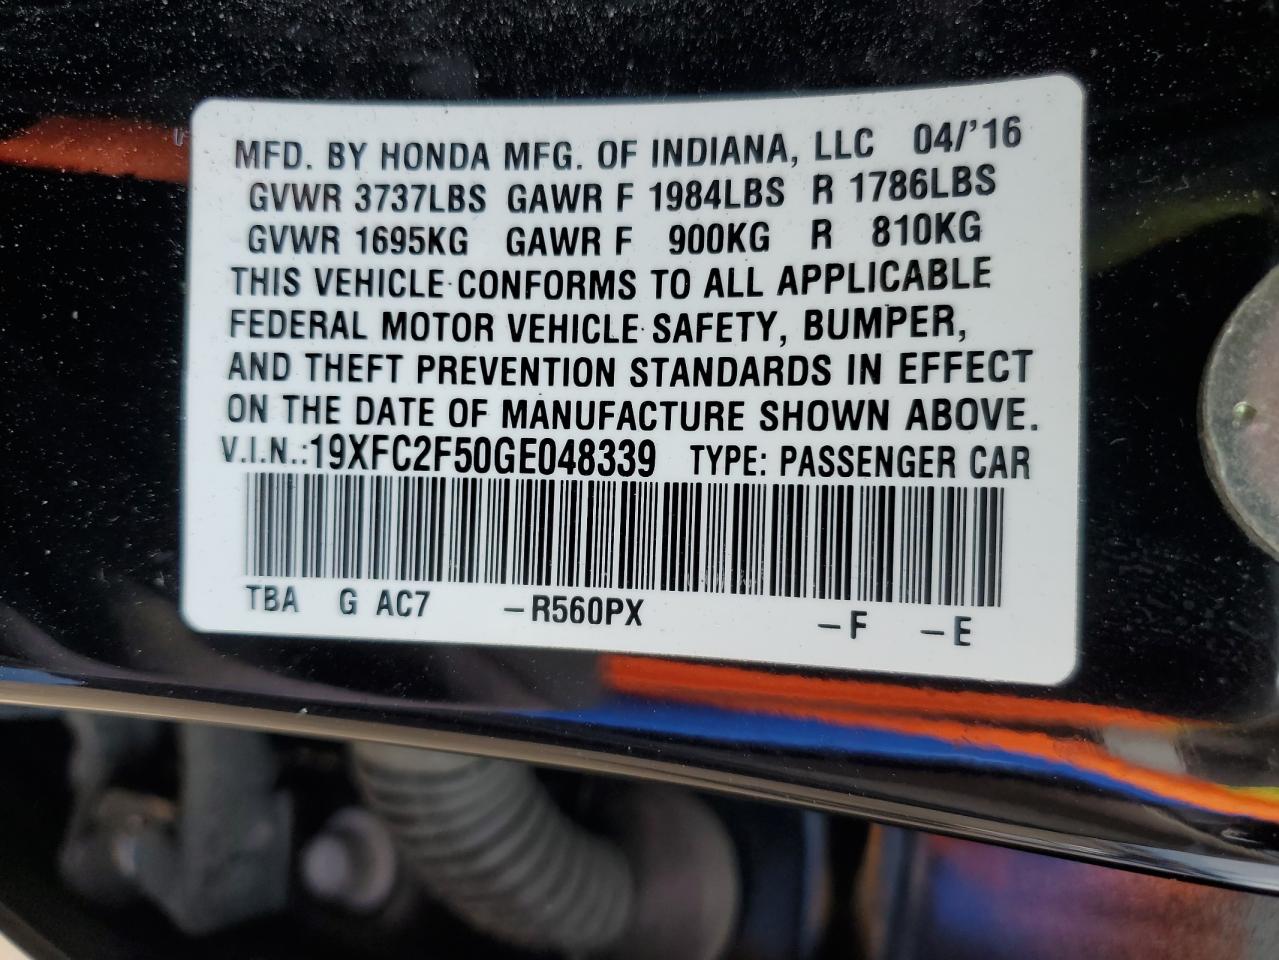 MFD. BY HONDA MFG. OF INDIANA, LLC 04/'16
GVWR 3737LBS GAWR F 1984LBS R 1786LBS
GVWR 1695KG GAWR F 900KG R 810KG
THIS VEHICLE CONFORMS TO ALL APPLICABLE
FEDERAL MOTOR VEHICLE SAFETY, BUMPER,
AND THEFT PREVENTION STANDARDS IN EFFECT
ON THE DATE OF MANUFACTURE SHOWN ABOVE.
V.I.N.:19XFC2F50GE048339 TYPE: PASSENGER CAR
TBA G AC7 –R560PX –F –E